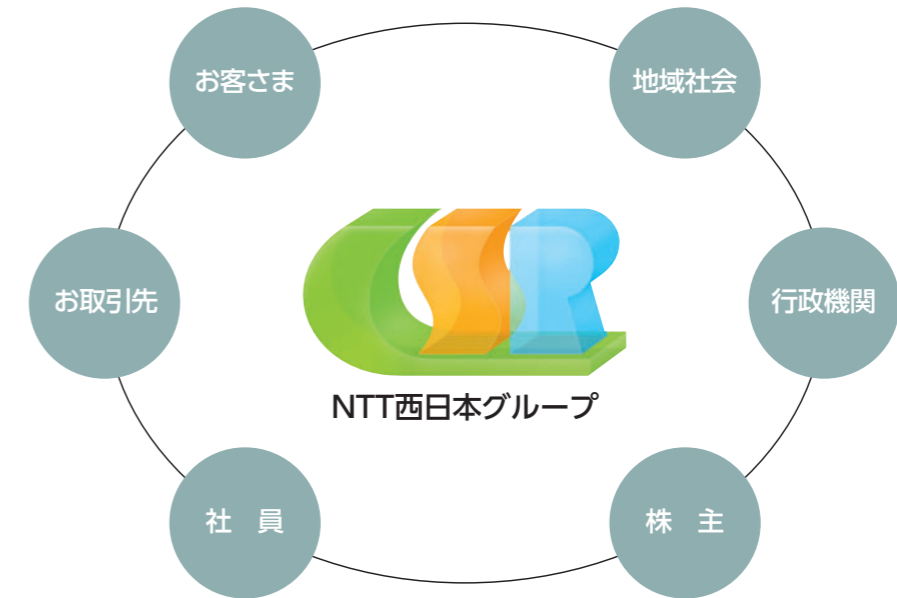 お客さま
地域社会
お取引先
CSR
行政機関
NTT西日本グループ
社 員
株 主